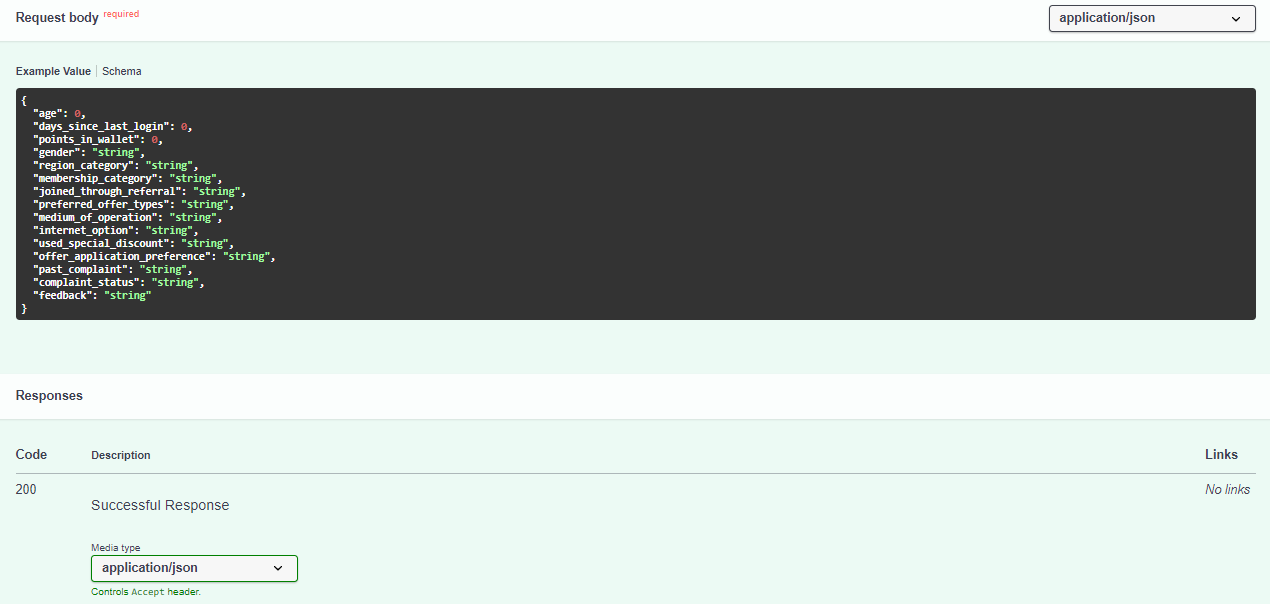 Request body required
application/json
Example Value Schema
{
"age": 0,
"days_since_last_login": 0,
"points_in_wallet": 0,
"gender": "string",
"region_category": "string",
"membership_category": "string",
"joined_through_referral": "string",
"preferred_offer_types": "string",
"medium_of_operation": "string",
"internet_option": "string",
"used_special_discount": "string",
"offer_application_preference": "string",
"past_complaint": "string",
"complaint_status": "string",
"feedback": "string"
}
Responses
Code Description Links
200 No links
Successful Response
Media type
application/json
Controls Accept header.